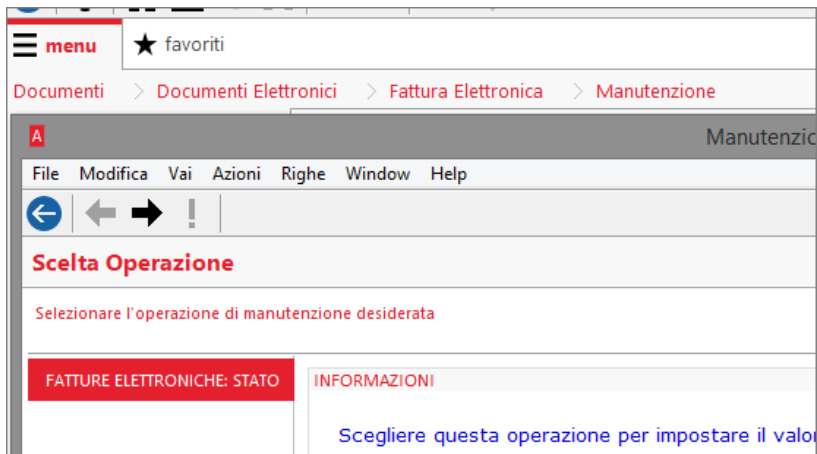 menu favoriti
Documenti > Documenti Elettronici > Fattura Elettronica > Manutenzione
A
File Modifica Vai Azioni Righe Window Help
Scelta Operazione
Selezionare l'operazione di manutenzione desiderata
FATTURE ELETTRONICHE: STATO INFORMAZIONI
Scegliere questa operazione per impostare il